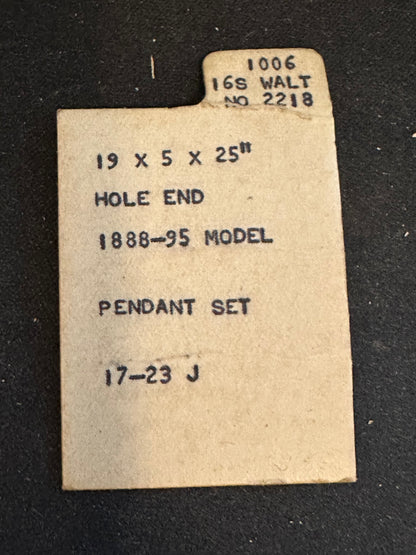 1006
16S WALT
NO 2218
19 X 5 X 25"
HOLE END
1888-95 MODEL
PENDANT SET
17-23 J